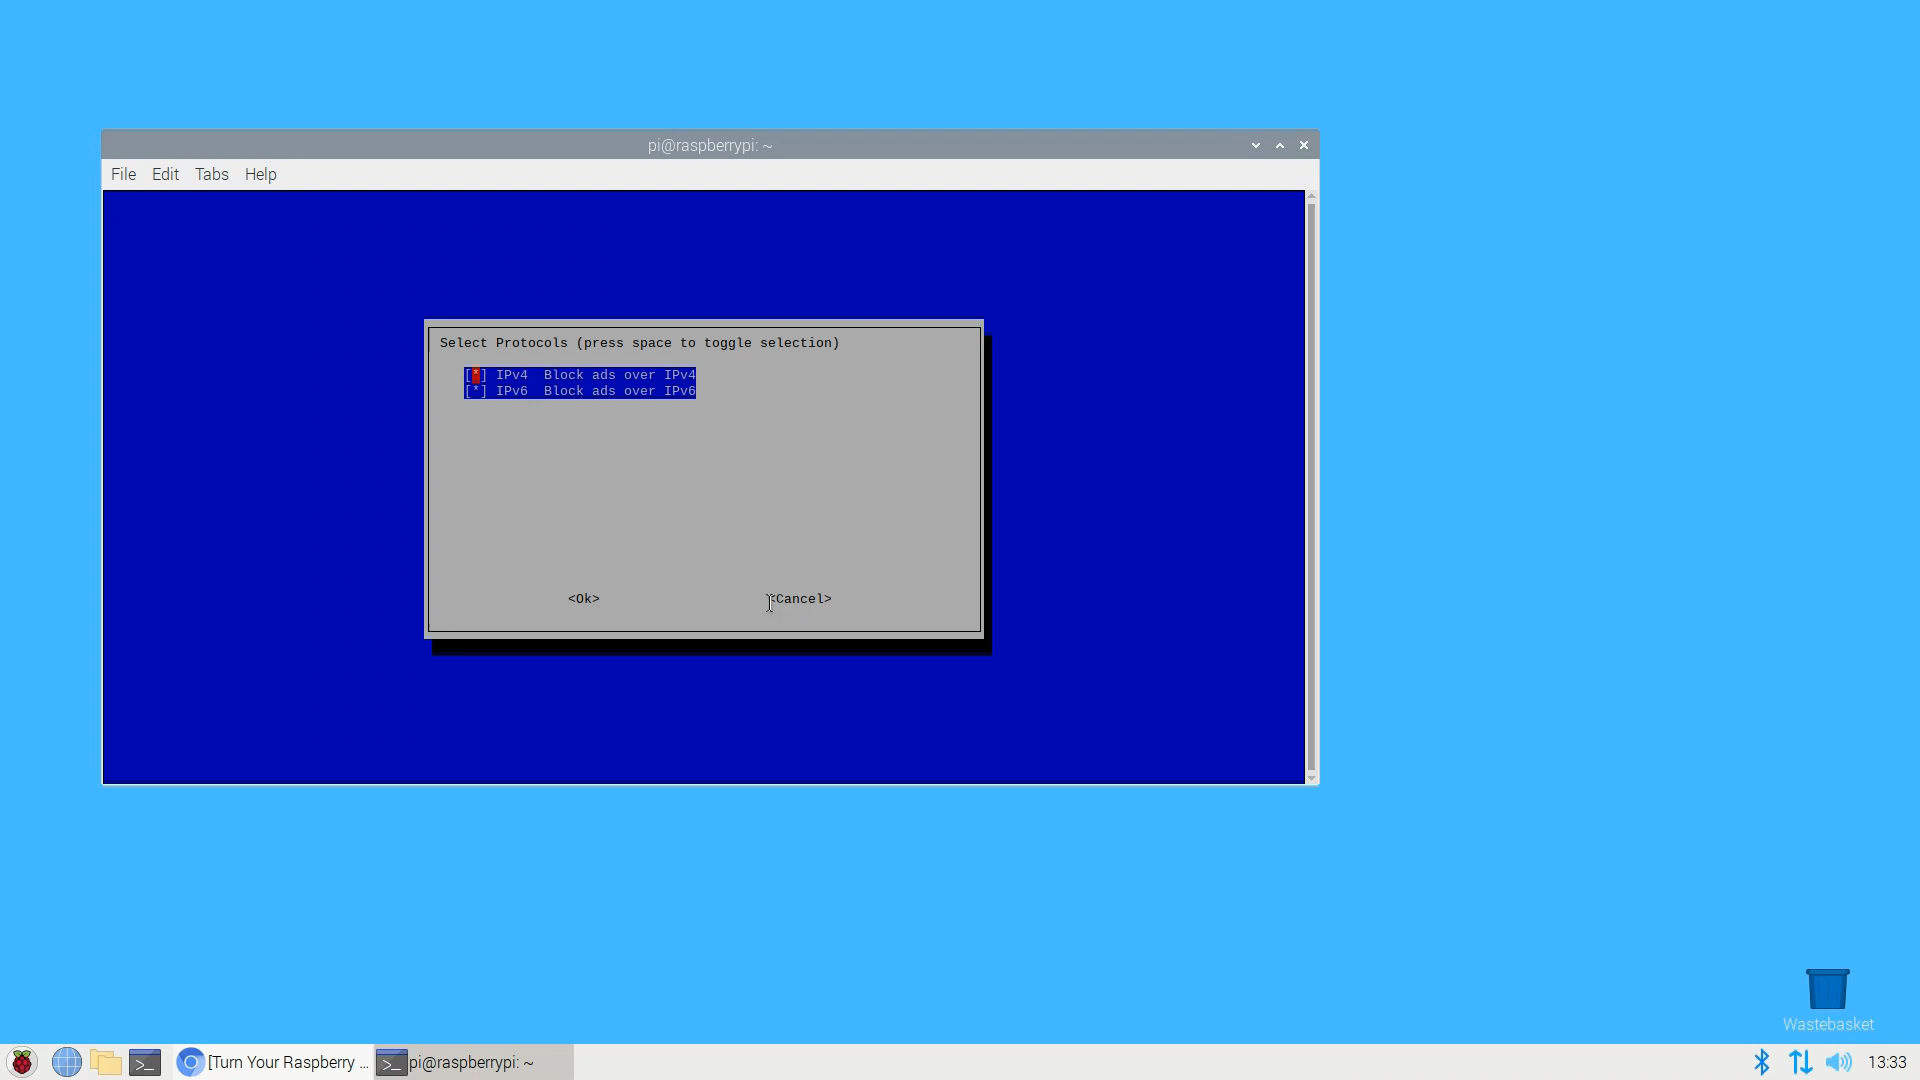 pi@raspberrypi: ~
File Edit Tabs Help
Select Protocols (press space to toggle selection)
[*] IPv4 Block ads over IPv4
[*] IPv6 Block ads over IPv6
<Ok> <Cancel>
Wastebasket
[Turn Your Raspberry ... pi@raspberrypi: ~ 13:33